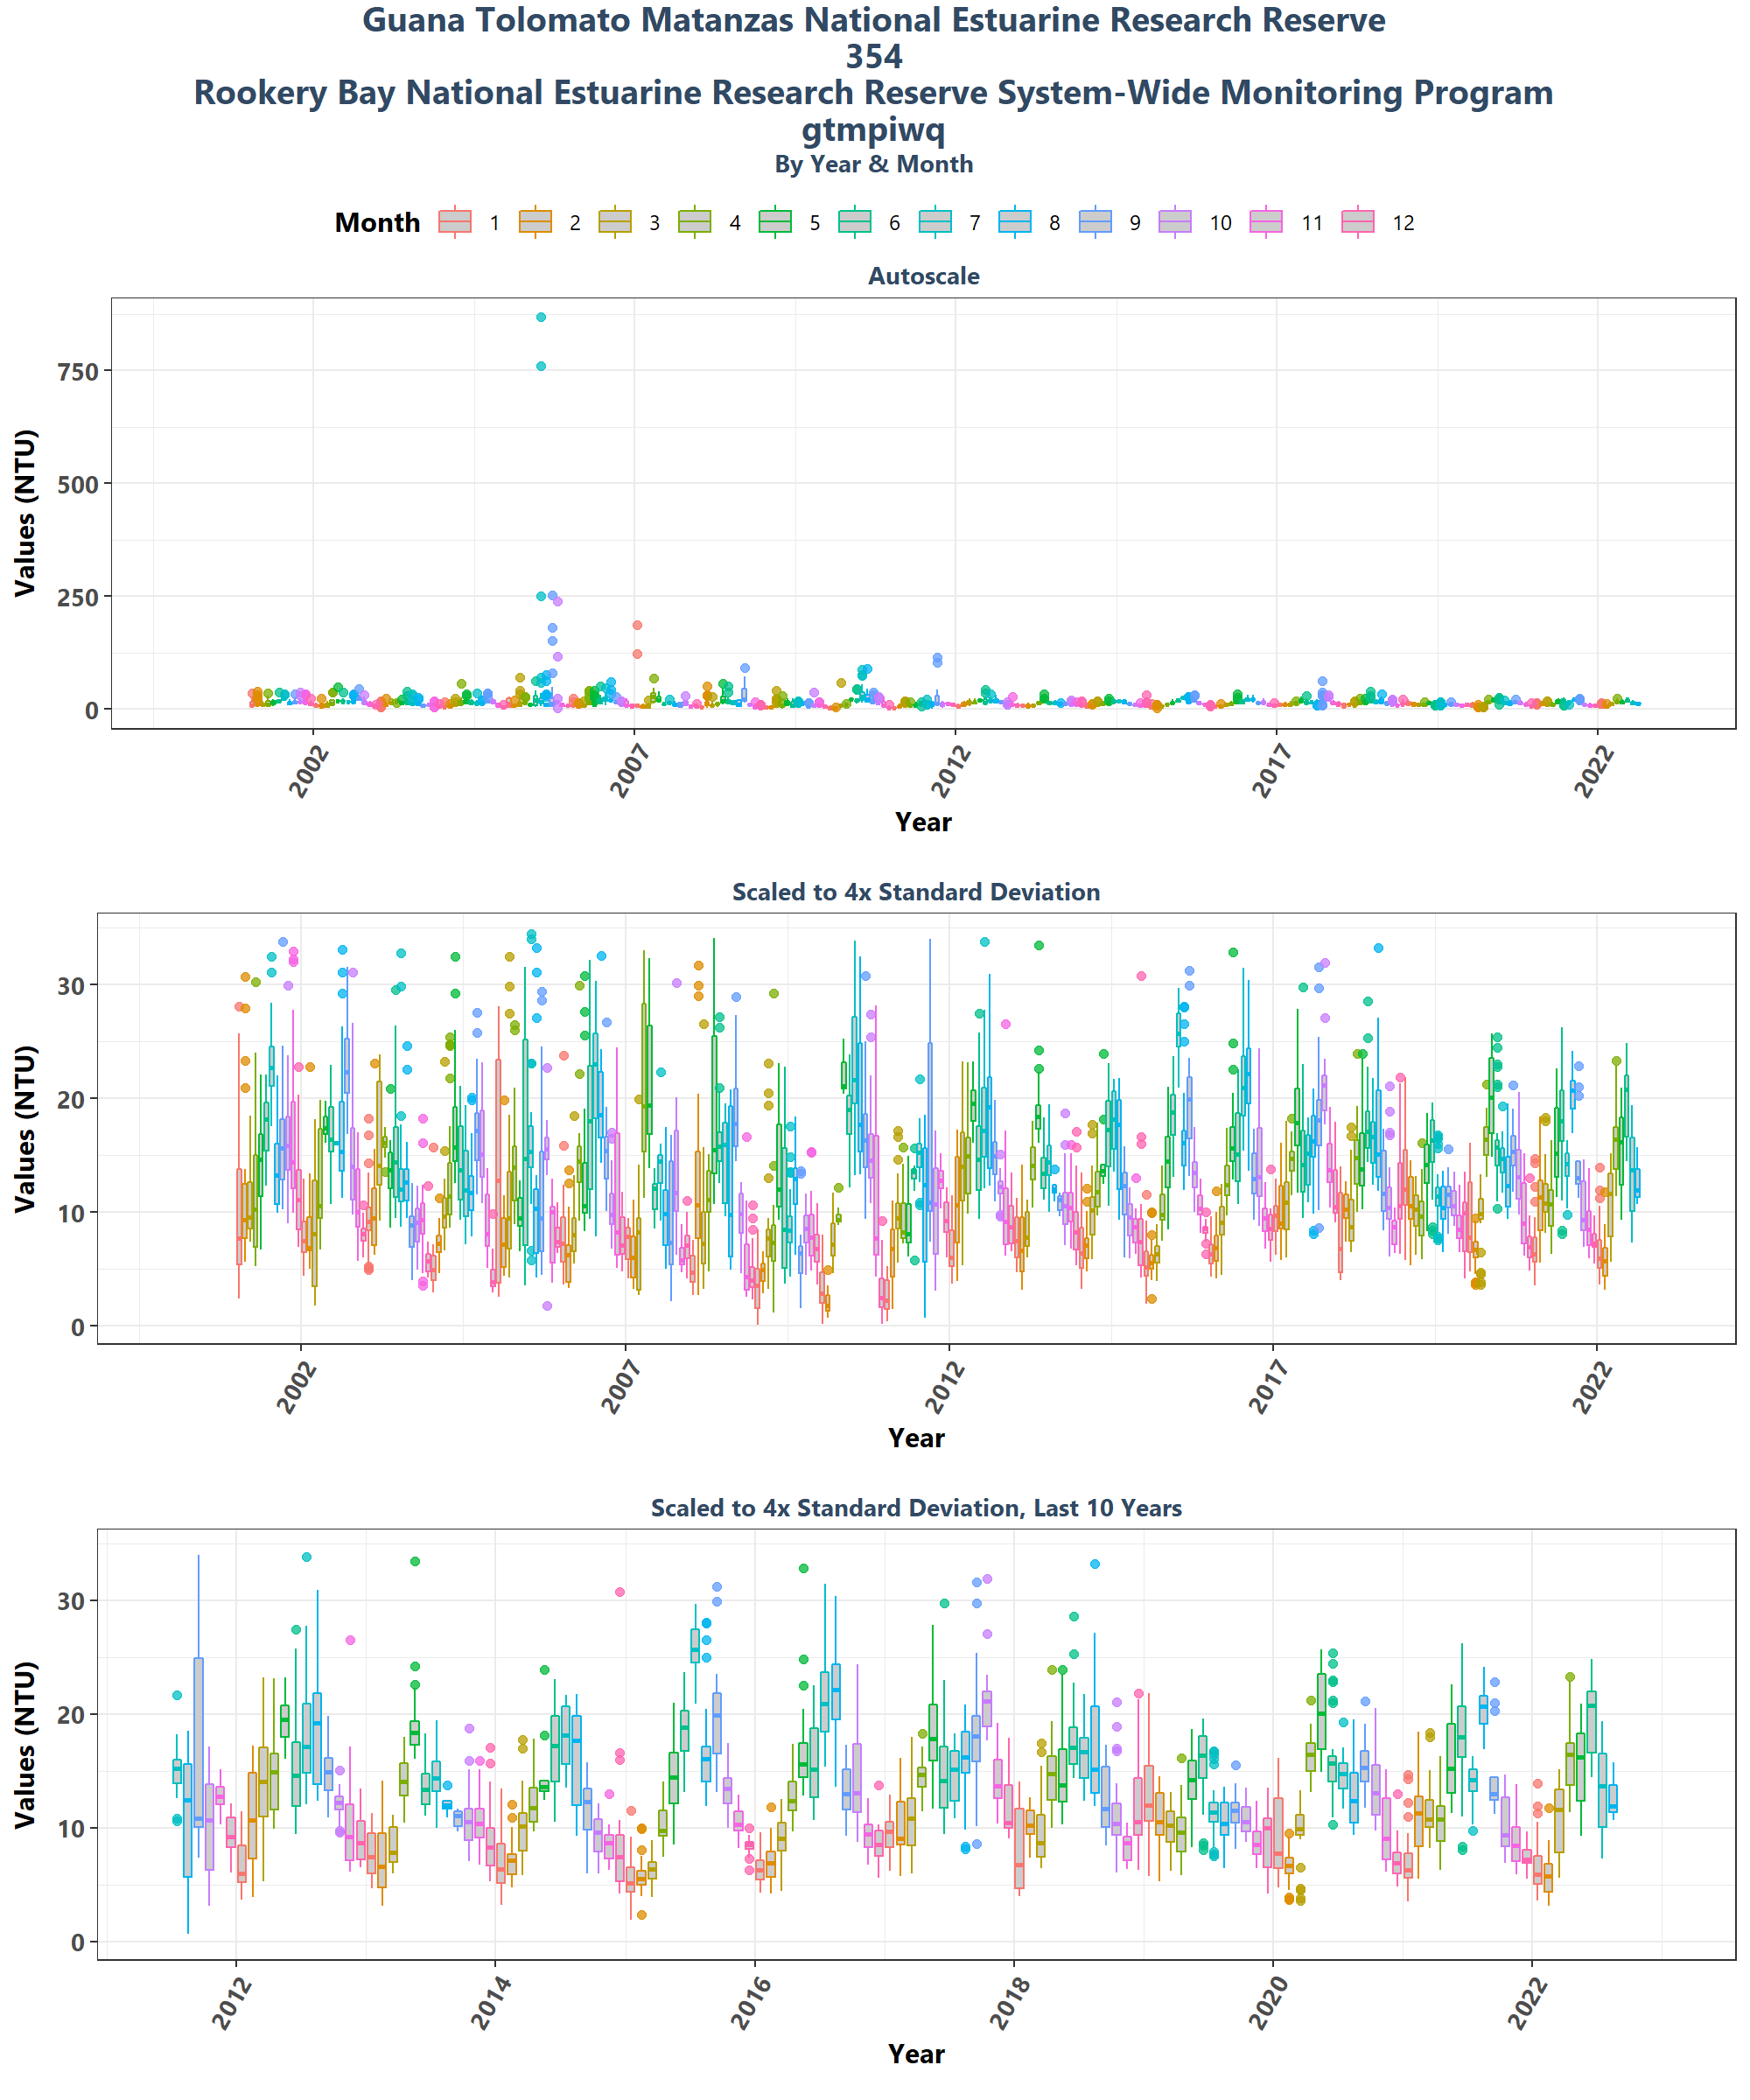 Guana Tolomato Matanzas National Estuarine Research Reserve
354
Rookery Bay National Estuarine Research Reserve System-Wide Monitoring Program
gtmpiwq
By Year & Month
Month 1 2 3 4 5 6 7 8 9 10 11 12
Autoscale
Values (NTU)
750
500
250
0
2002 2007 2012 2017 2022
Year
Scaled to 4x Standard Deviation
Values (NTU)
30
20
10
0
2002 2007 2012 2017 2022
Year
Scaled to 4x Standard Deviation, Last 10 Years
Values (NTU)
30
20
10
0
2012 2014 2016 2018 2020 2022
Year